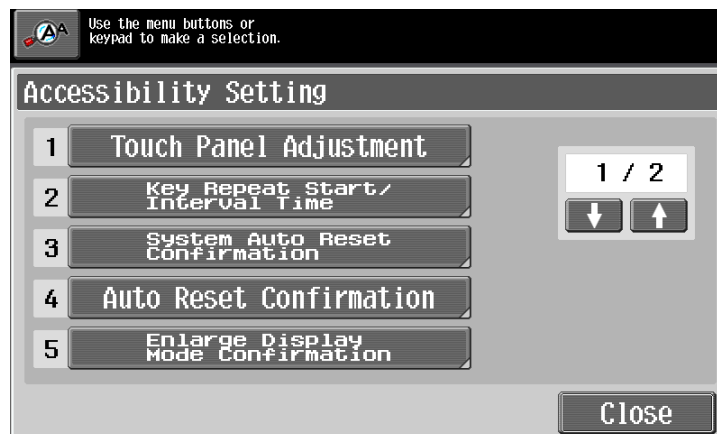 Use the menu buttons or
keypad to make a selection.
Accessibility Setting
1 Touch Panel Adjustment
2 Key Repeat Start/
Interval Time
3 System Auto Reset
Confirmation
4 Auto Reset Confirmation
5 Enlarge Display
Mode Confirmation
1 / 2
Close